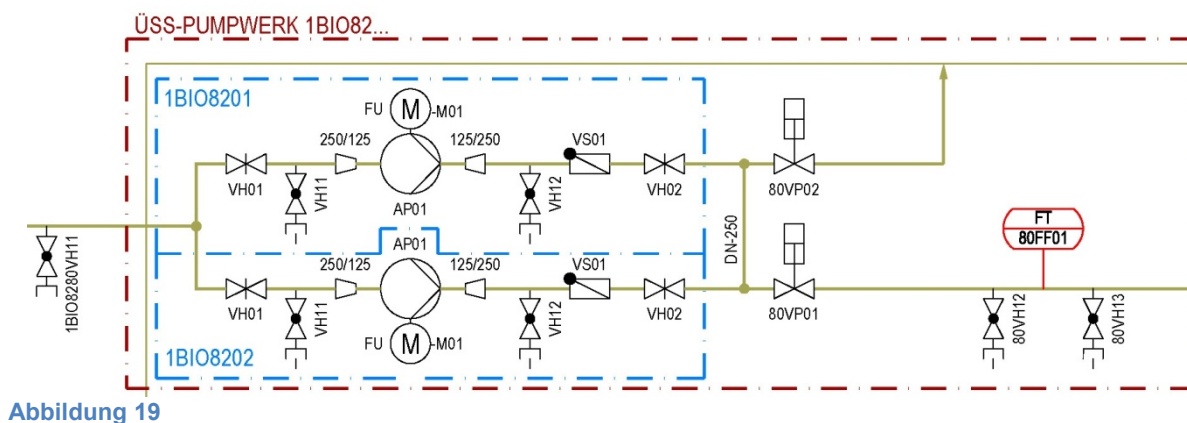 ÜSS-PUMPWERK 1BIO82...
1BIO8201
FU M -M01
250/125 125/250 VS01
VH01 VH11 AP01 VH12 VH02
80VP02
1BIO8280VH11
AP01
250/125 125/250 VS01
VH01 VH11 VH12 VH02
FU M -M01
1BIO8202
DN-250
80VP01
FT
80FF01
80VH12
80VH13
Abbildung 19